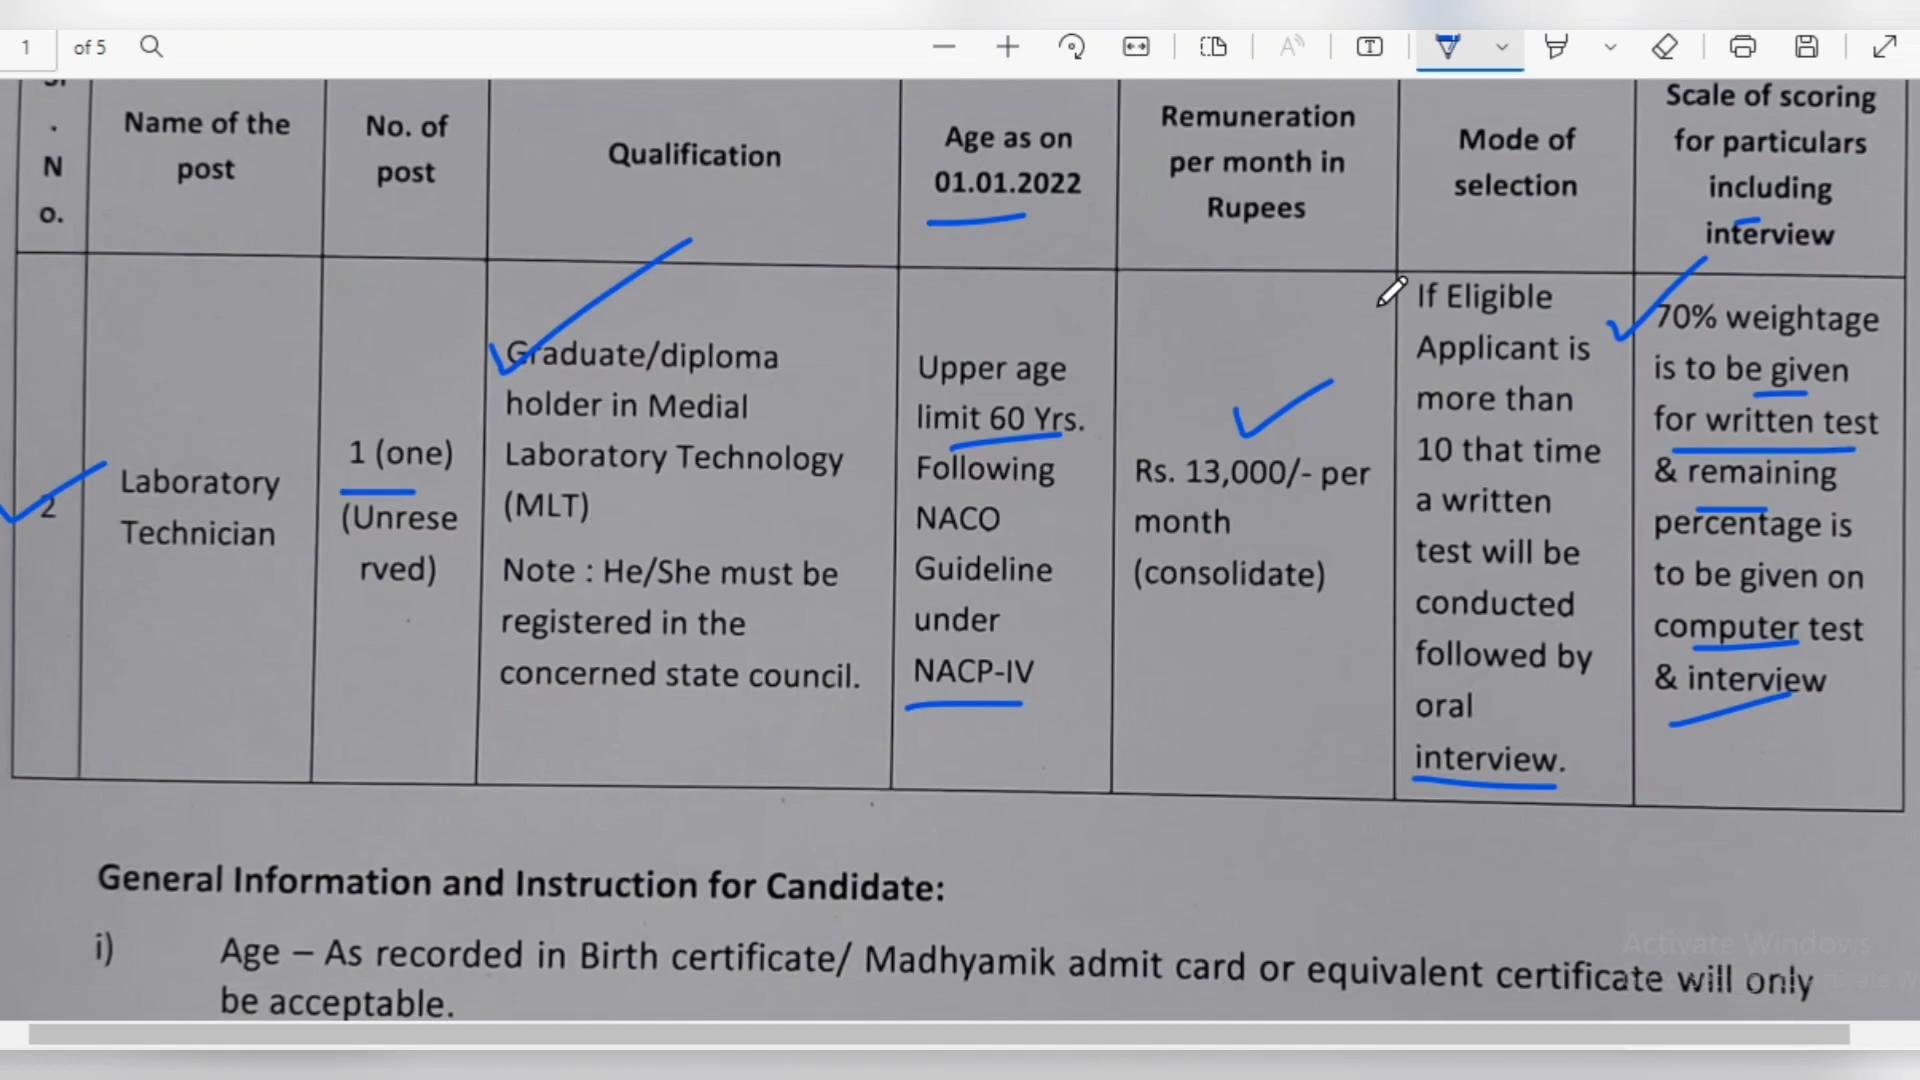 1 of 5
Sl
.
N
o.
Name of the
post
No. of
post
Qualification
Age as on
01.01.2022
Remuneration
per month in
Rupees
Mode of
selection
Scale of scoring
for particulars
including
interview
2
Laboratory
Technician
1 (one)
(Unrese
rved)
Graduate/diploma
holder in Medial
Laboratory Technology
(MLT)
Note : He/She must be
registered in the
concerned state council.
Upper age
limit 60 Yrs.
Following
NACO
Guideline
under
NACP-IV
Rs. 13,000/- per
month
(consolidate)
If Eligible
Applicant is
more than
10 that time
a written
test will be
conducted
followed by
oral
interview.
70% weightage
is to be given
for written test
& remaining
percentage is
to be given on
computer test
& interview
General Information and Instruction for Candidate:
i) Age – As recorded in Birth certificate/ Madhyamik admit card or equivalent certificate will only
be acceptable.
Activate Windows